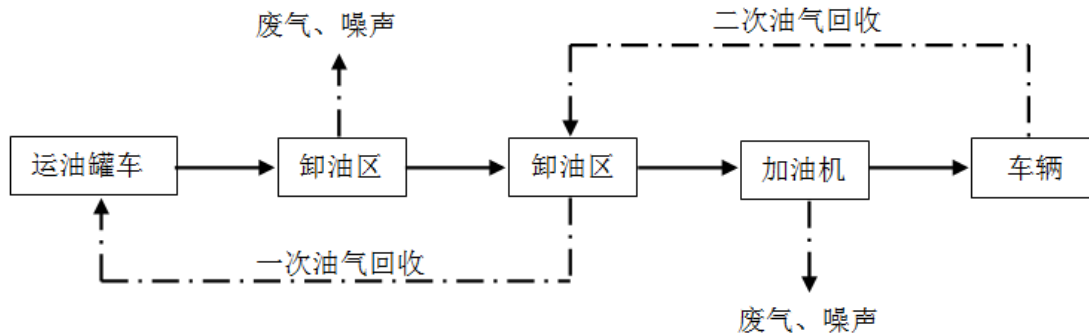 废气、噪声
二次油气回收
运油罐车
卸油区
卸油区
加油机
车辆
一次油气回收
废气、噪声